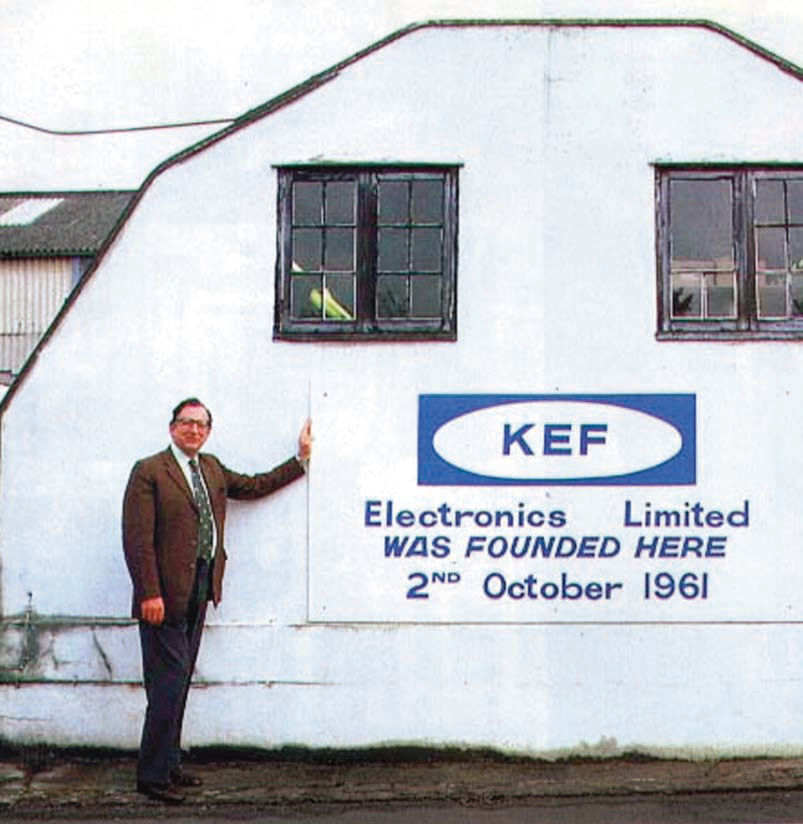 KEF
Electronics Limited
WAS FOUNDED HERE
2ND October 1961